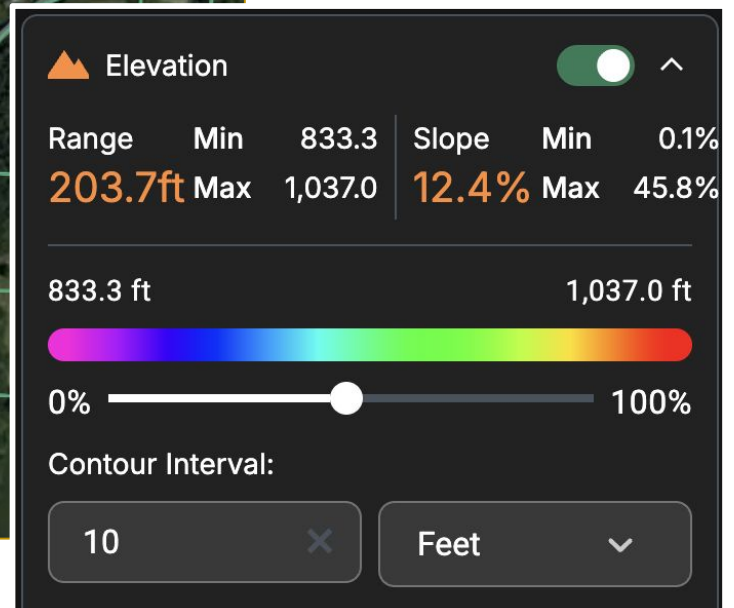 Elevation
Range Min 833.3 Slope Min 0.1%
203.7ft Max 1,037.0 12.4% Max 45.8%
833.3 ft 1,037.0 ft
0% 100%
Contour Interval:
10 Feet